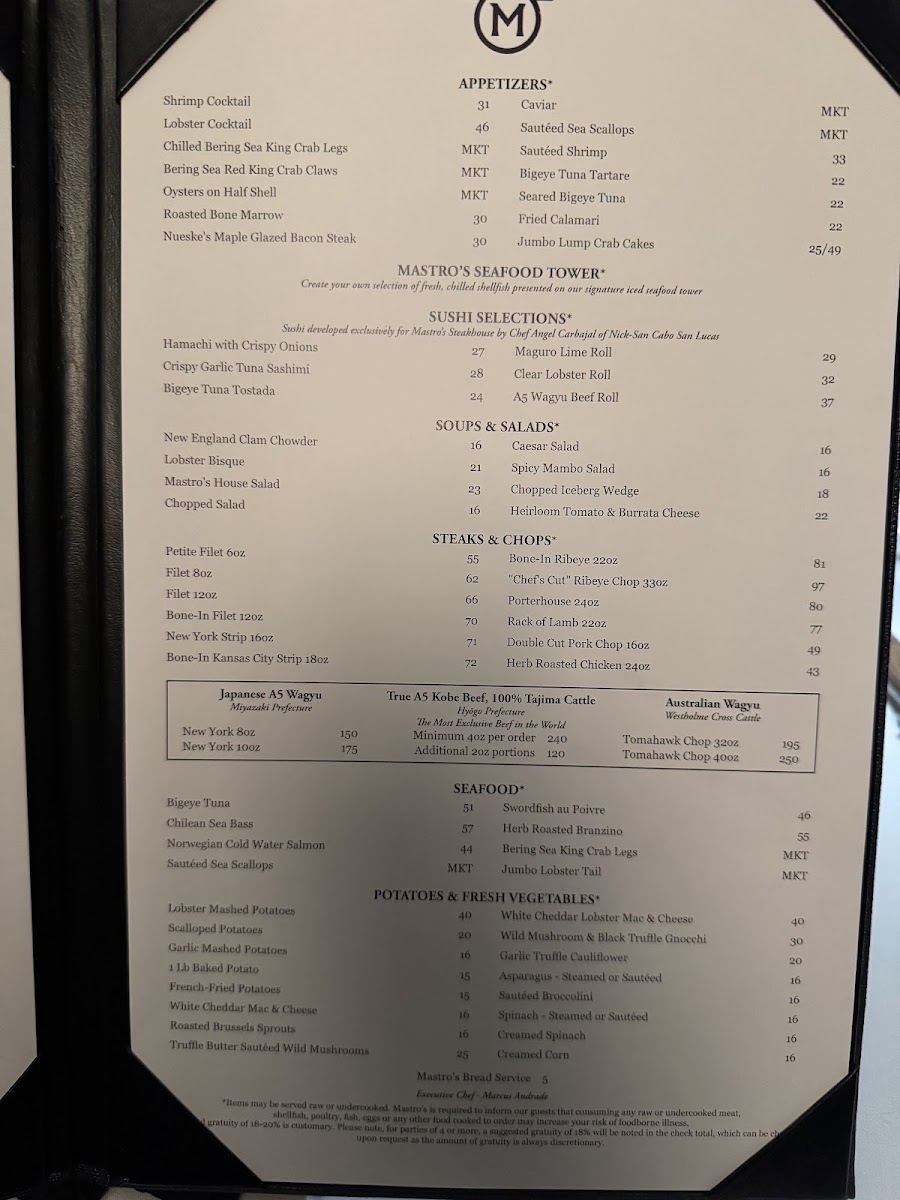 M
APPETIZERS*
Shrimp Cocktail 31 Caviar MKT
Lobster Cocktail 46 Sautéed Sea Scallops MKT
Chilled Bering Sea King Crab Legs MKT Sautéed Shrimp 33
Bering Sea Red King Crab Claws MKT Bigeye Tuna Tartare 22
Oysters on Half Shell MKT Seared Bigeye Tuna 22
Roasted Bone Marrow 30 Fried Calamari 22
Nueske's Maple Glazed Bacon Steak 30 Jumbo Lump Crab Cakes 25/49
MASTRO'S SEAFOOD TOWER*
Create your own selection of fresh, chilled shellfish presented on our signature iced seafood tower
SUSHI SELECTIONS*
Sushi developed exclusively for Mastro's Steakhouse by Chef Angel Carbajal of Nick-San Cabo San Lucas
Hamachi with Crispy Onions 27 Maguro Lime Roll 29
Crispy Garlic Tuna Sashimi 28 Clear Lobster Roll 32
Bigeye Tuna Tostada 24 A5 Wagyu Beef Roll 37
SOUPS & SALADS*
New England Clam Chowder 16 Caesar Salad 16
Lobster Bisque 21 Spicy Mambo Salad 16
Mastro's House Salad 23 Chopped Iceberg Wedge 18
Chopped Salad 16 Heirloom Tomato & Burrata Cheese 22
STEAKS & CHOPS*
Petite Filet 6oz 55 Bone-In Ribeye 22oz 81
Filet 8oz 62 "Chef's Cut" Ribeye Chop 33oz 97
Filet 12oz 66 Porterhouse 24oz 80
Bone-In Filet 12oz 70 Rack of Lamb 22oz 77
New York Strip 16oz 71 Double Cut Pork Chop 16oz 49
Bone-In Kansas City Strip 18oz 72 Herb Roasted Chicken 24oz 43
Japanese A5 Wagyu True A5 Kobe Beef, 100% Tajima Cattle Australian Wagyu
Miyazaki Prefecture Hyōgo Prefecture Westholme Cross Cattle
The Most Exclusive Beef in the World
New York 8oz 150 Minimum 4oz per order 240 Tomahawk Chop 32oz 195
New York 10oz 175 Additional 2oz portions 120 Tomahawk Chop 40oz 250
SEAFOOD*
Bigeye Tuna 51 Swordfish au Poivre 46
Chilean Sea Bass 57 Herb Roasted Branzino 55
Norwegian Cold Water Salmon 44 Bering Sea King Crab Legs MKT
Sautéed Sea Scallops MKT Jumbo Lobster Tail MKT
POTATOES & FRESH VEGETABLES*
Lobster Mashed Potatoes 40 White Cheddar Lobster Mac & Cheese 40
Scalloped Potatoes 20 Wild Mushroom & Black Truffle Gnocchi 30
Garlic Mashed Potatoes 16 Garlic Truffle Cauliflower 20
1 Lb Baked Potato 15 Asparagus - Steamed or Sautéed 16
French-Fried Potatoes 15 Sautéed Broccolini 16
White Cheddar Mac & Cheese 16 Spinach - Steamed or Sautéed 16
Roasted Brussels Sprouts 16 Creamed Spinach 16
Truffle Butter Sautéed Wild Mushrooms 25 Creamed Corn 16
Mastro's Bread Service 5
Executive Chef - Marcus Andrade
*Items may be served raw or undercooked. Mastro's is required to inform our guests that consuming any raw or undercooked meat,
shellfish, poultry, fish, eggs or any other food cooked to order may increase your risk of foodborne illness.
gratuity of 18-20% is customary. Please note, for parties of 4 or more, a suggested gratuity of 18% will be noted in the check total, which can be
upon request as the amount of gratuity is always discretionary.